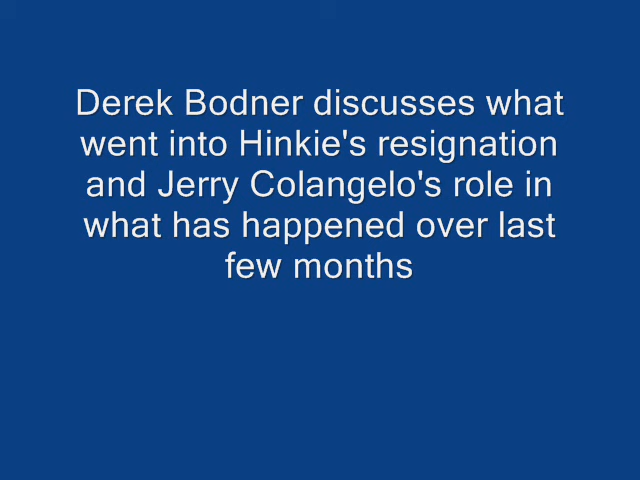 Derek Bodner discusses what
went into Hinkie's resignation
and Jerry Colangelo's role in
what has happened over last
few months